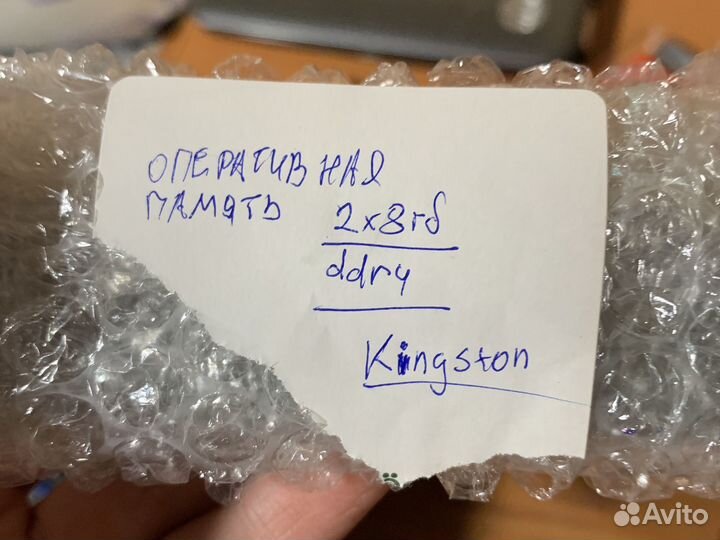 ОПЕРАТИВНАЯ
ПАМЯТЬ 2x8гб
ddr4
Kingston
Avito